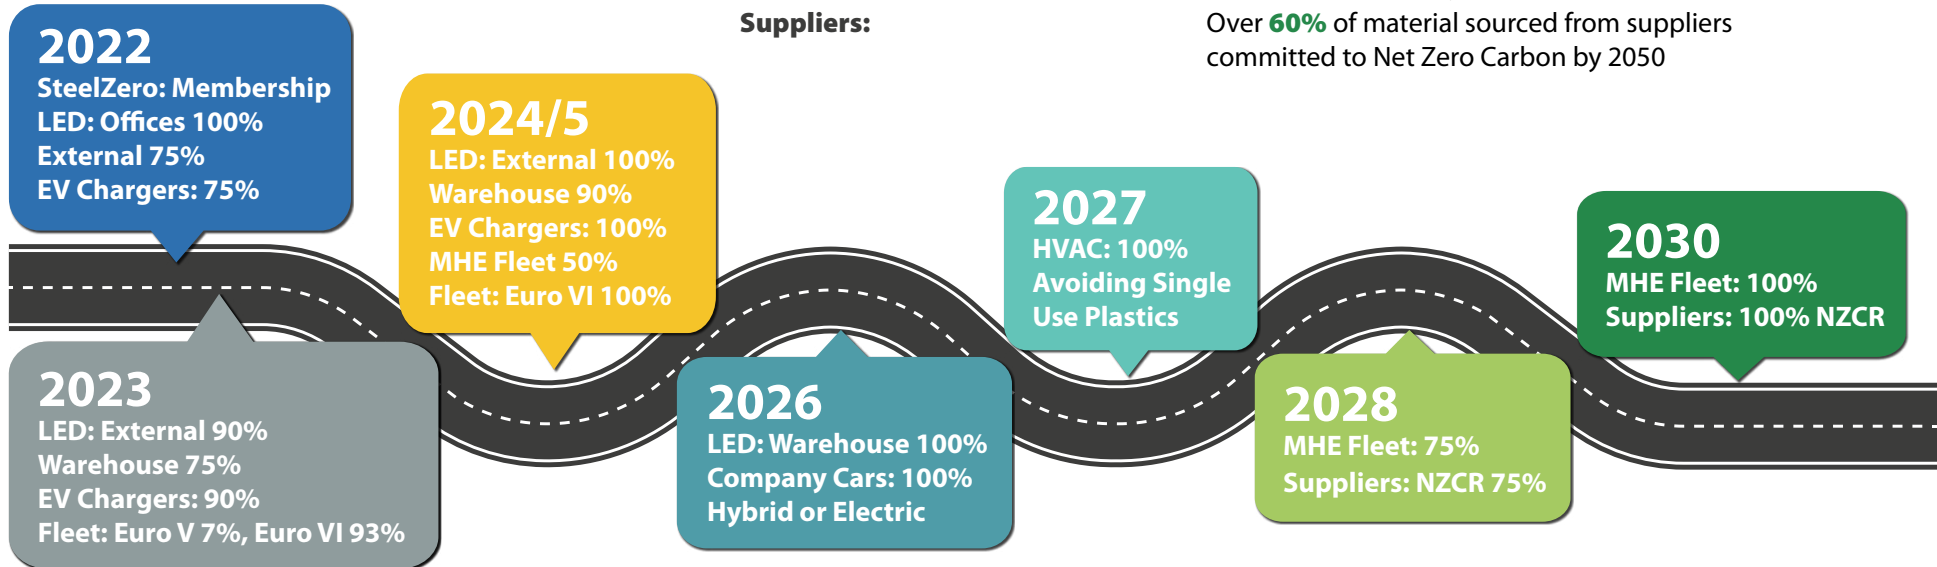 Suppliers:
Over 60% of material sourced from suppliers
committed to Net Zero Carbon by 2050
2022
SteelZero: Membership
LED: Offices 100%
External 75%
EV Chargers: 75%
2023
LED: External 90%
Warehouse 75%
EV Chargers: 90%
Fleet: Euro V 7%, Euro VI 93%
2024/5
LED: External 100%
Warehouse 90%
EV Chargers: 100%
MHE Fleet 50%
Fleet: Euro VI 100%
2026
LED: Warehouse 100%
Company Cars: 100%
Hybrid or Electric
2027
HVAC: 100%
Avoiding Single
Use Plastics
2028
MHE Fleet: 75%
Suppliers: NZCR 75%
2030
MHE Fleet: 100%
Suppliers: 100% NZCR